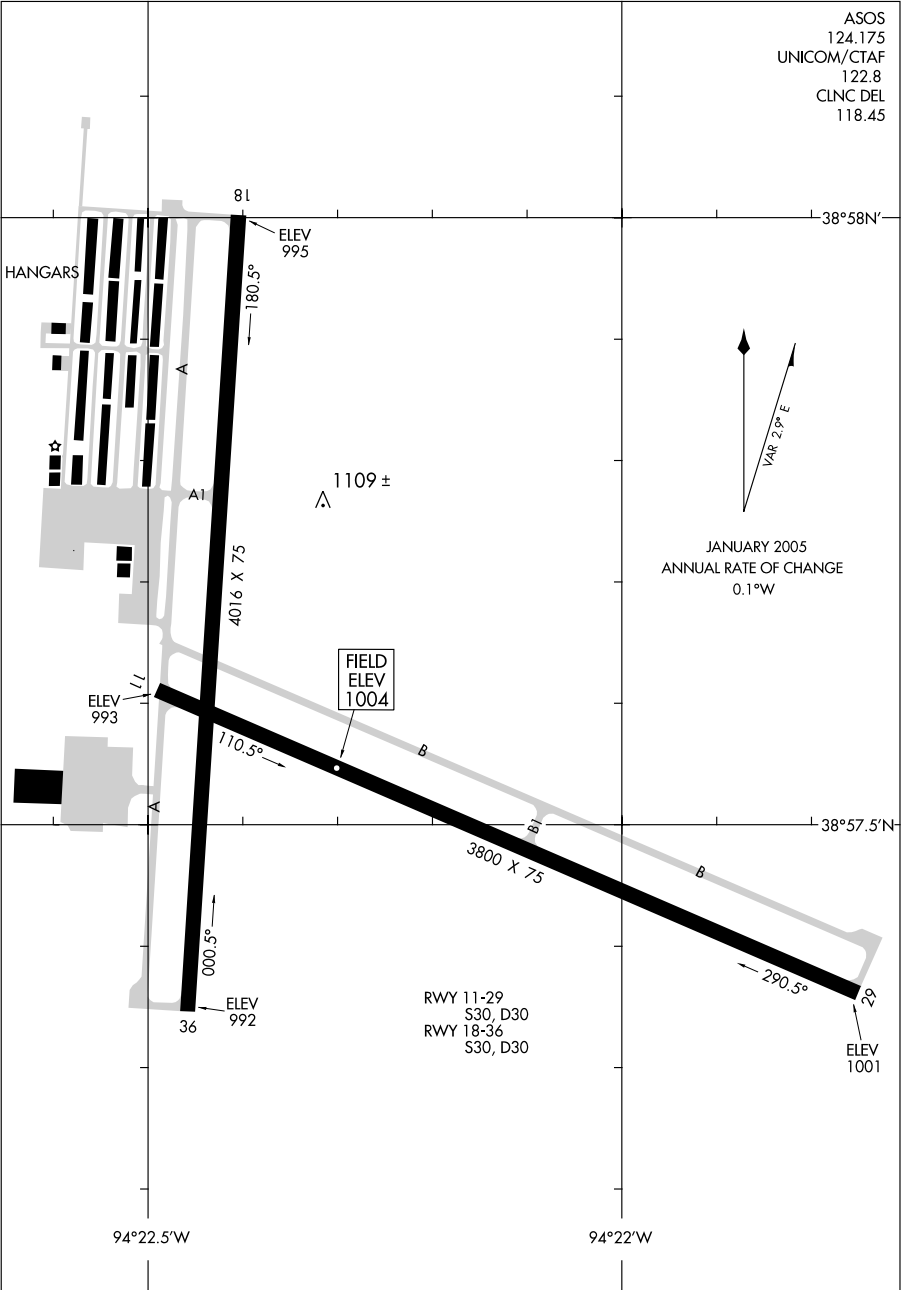 ASOS
124.175
UNICOM/CTAF
122.8
CLNC DEL
118.45
18
38°58'N
ELEV
995
HANGARS
180.5°
A
VAR 2.9° E
1109 ±
A1
JANUARY 2005
ANNUAL RATE OF CHANGE
0.1°W
4016 X 75
FIELD
ELEV
1004
11
ELEV
993
110.5°
B
A
B1
38°57.5'N
3800 X 75
B
000.5°
290.5°
29
ELEV
992
36
RWY 11-29
S30, D30
RWY 18-36
S30, D30
ELEV
1001
94°22.5'W
94°22'W